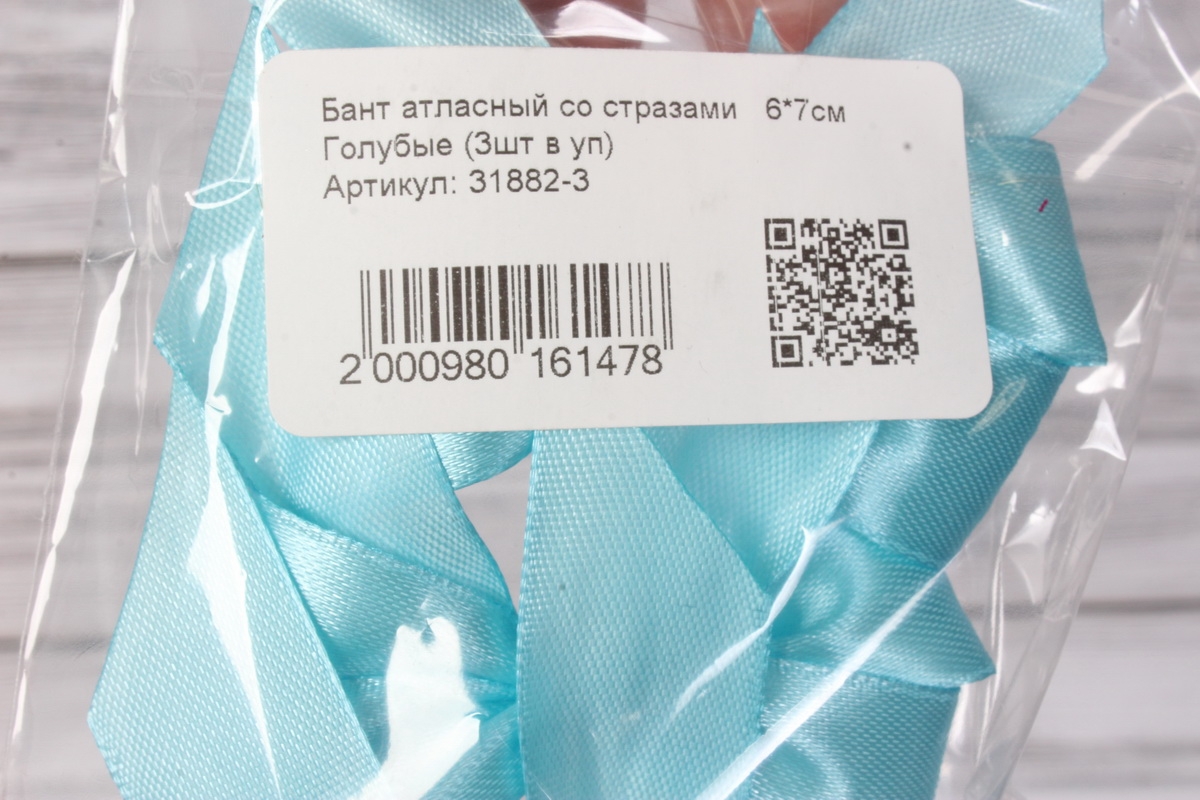 Бант атласный со стразами 6*7см
Голубые (3шт в уп)
Артикул: 31882-3
2 000980 161478